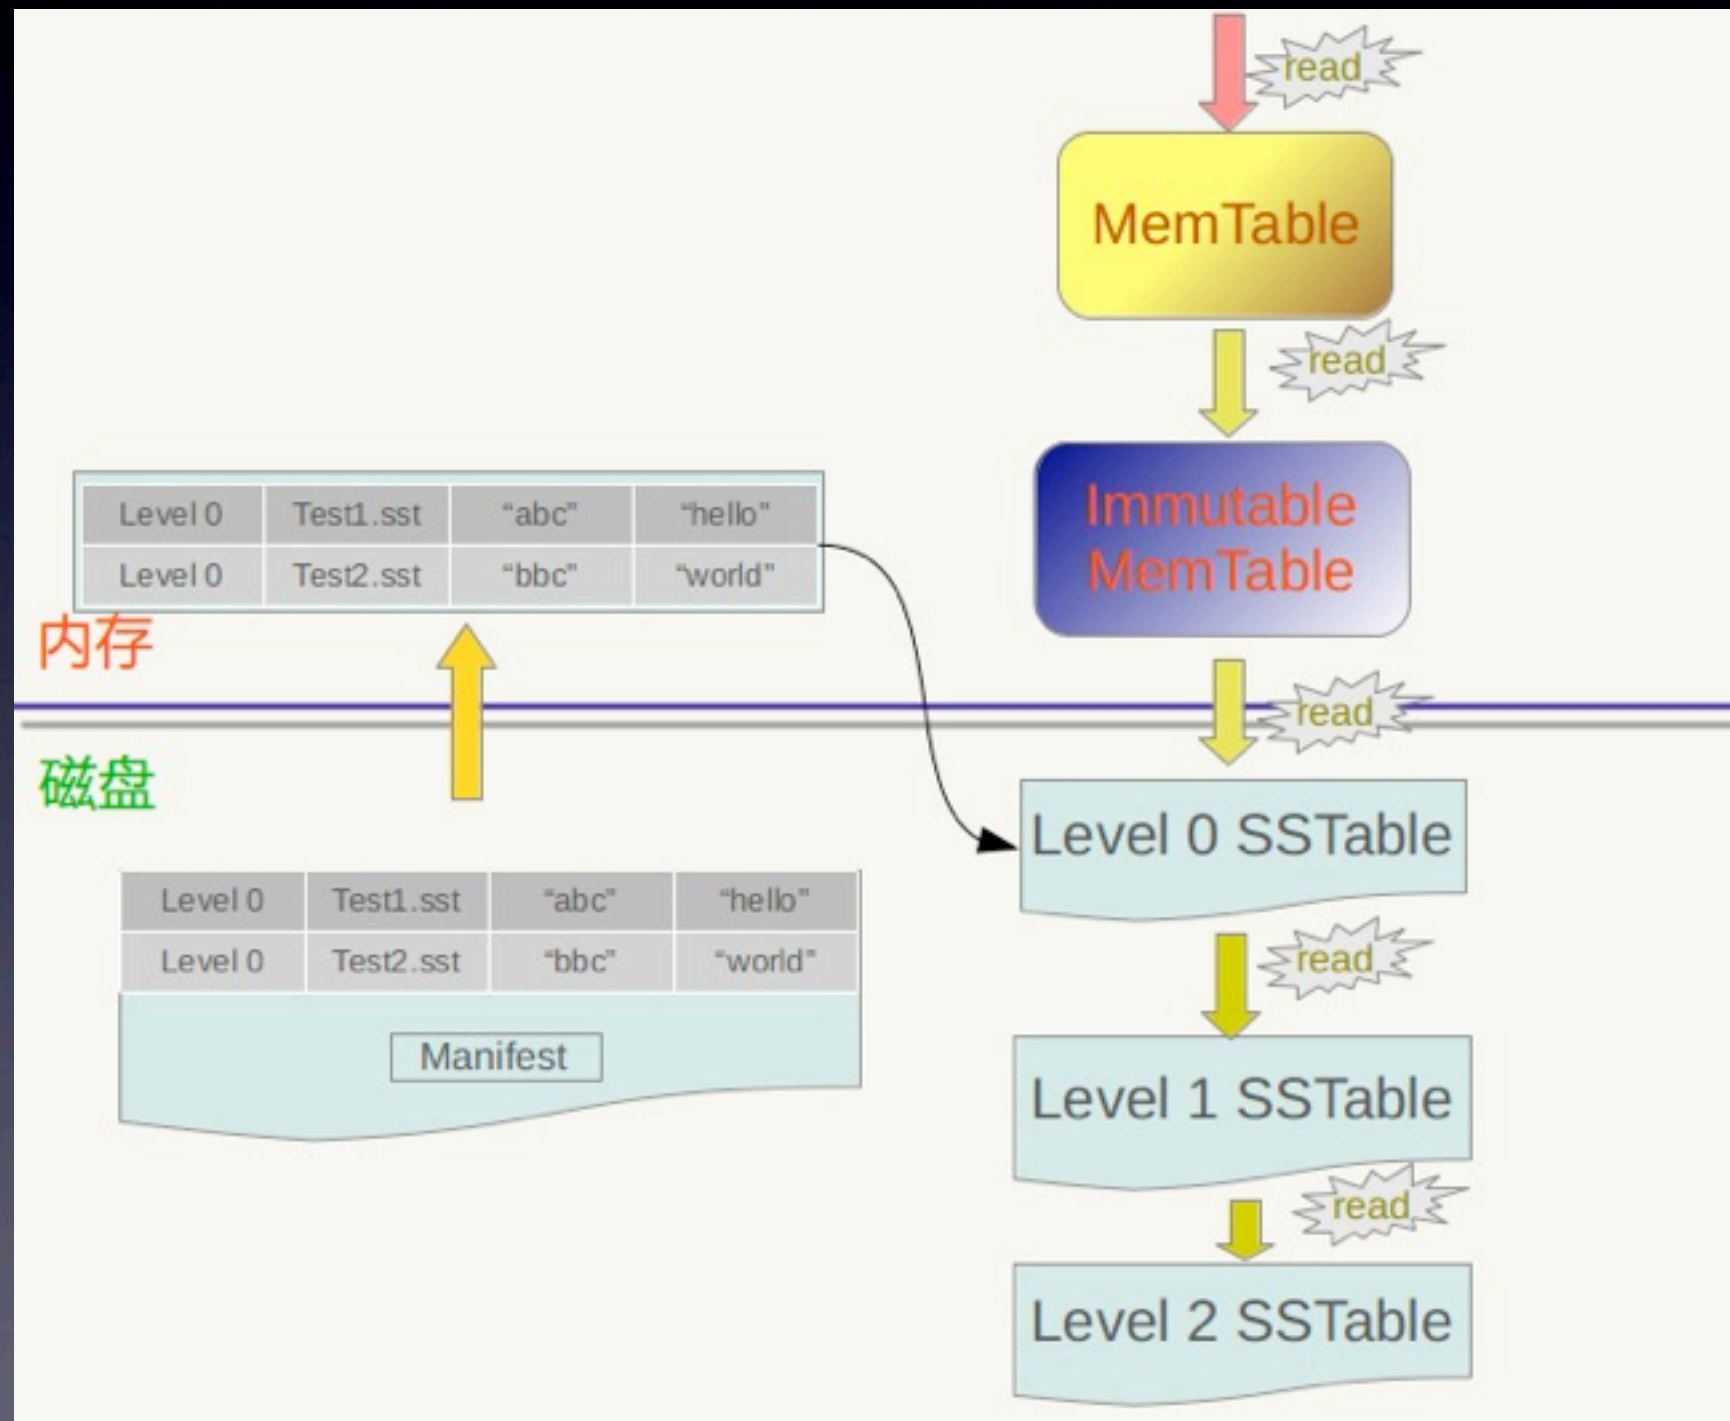 read
MemTable
read
Immutable
MemTable
Level 0 Test1.sst “abc” “hello”
Level 0 Test2.sst “bbc” “world”
内存
read
磁盘
Level 0 SSTable
Level 0 Test1.sst “abc” “hello”
Level 0 Test2.sst “bbc” “world”
read
Manifest
Level 1 SSTable
read
Level 2 SSTable